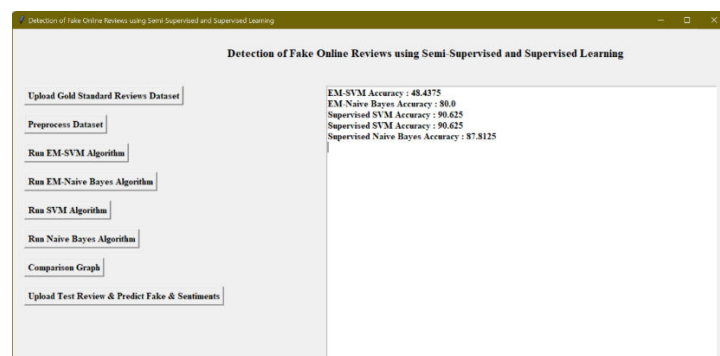 Detection of Fake Online Reviews using Semi-Supervised and Supervised Learning
Detection of Fake Online Reviews using Semi-Supervised and Supervised Learning
Upload Gold Standard Reviews Dataset
Preprocess Dataset
Run EM-SVM Algorithm
Run EM-Naive Bayes Algorithm
Run SVM Algorithm
Run Naive Bayes Algorithm
Comparison Graph
Upload Test Review & Predict Fake & Sentiments
EM-SVM Accuracy : 48.4375
EM-Naive Bayes Accuracy : 80.0
Supervised SVM Accuracy : 90.625
Supervised SVM Accuracy : 90.625
Supervised Naive Bayes Accuracy : 87.8125